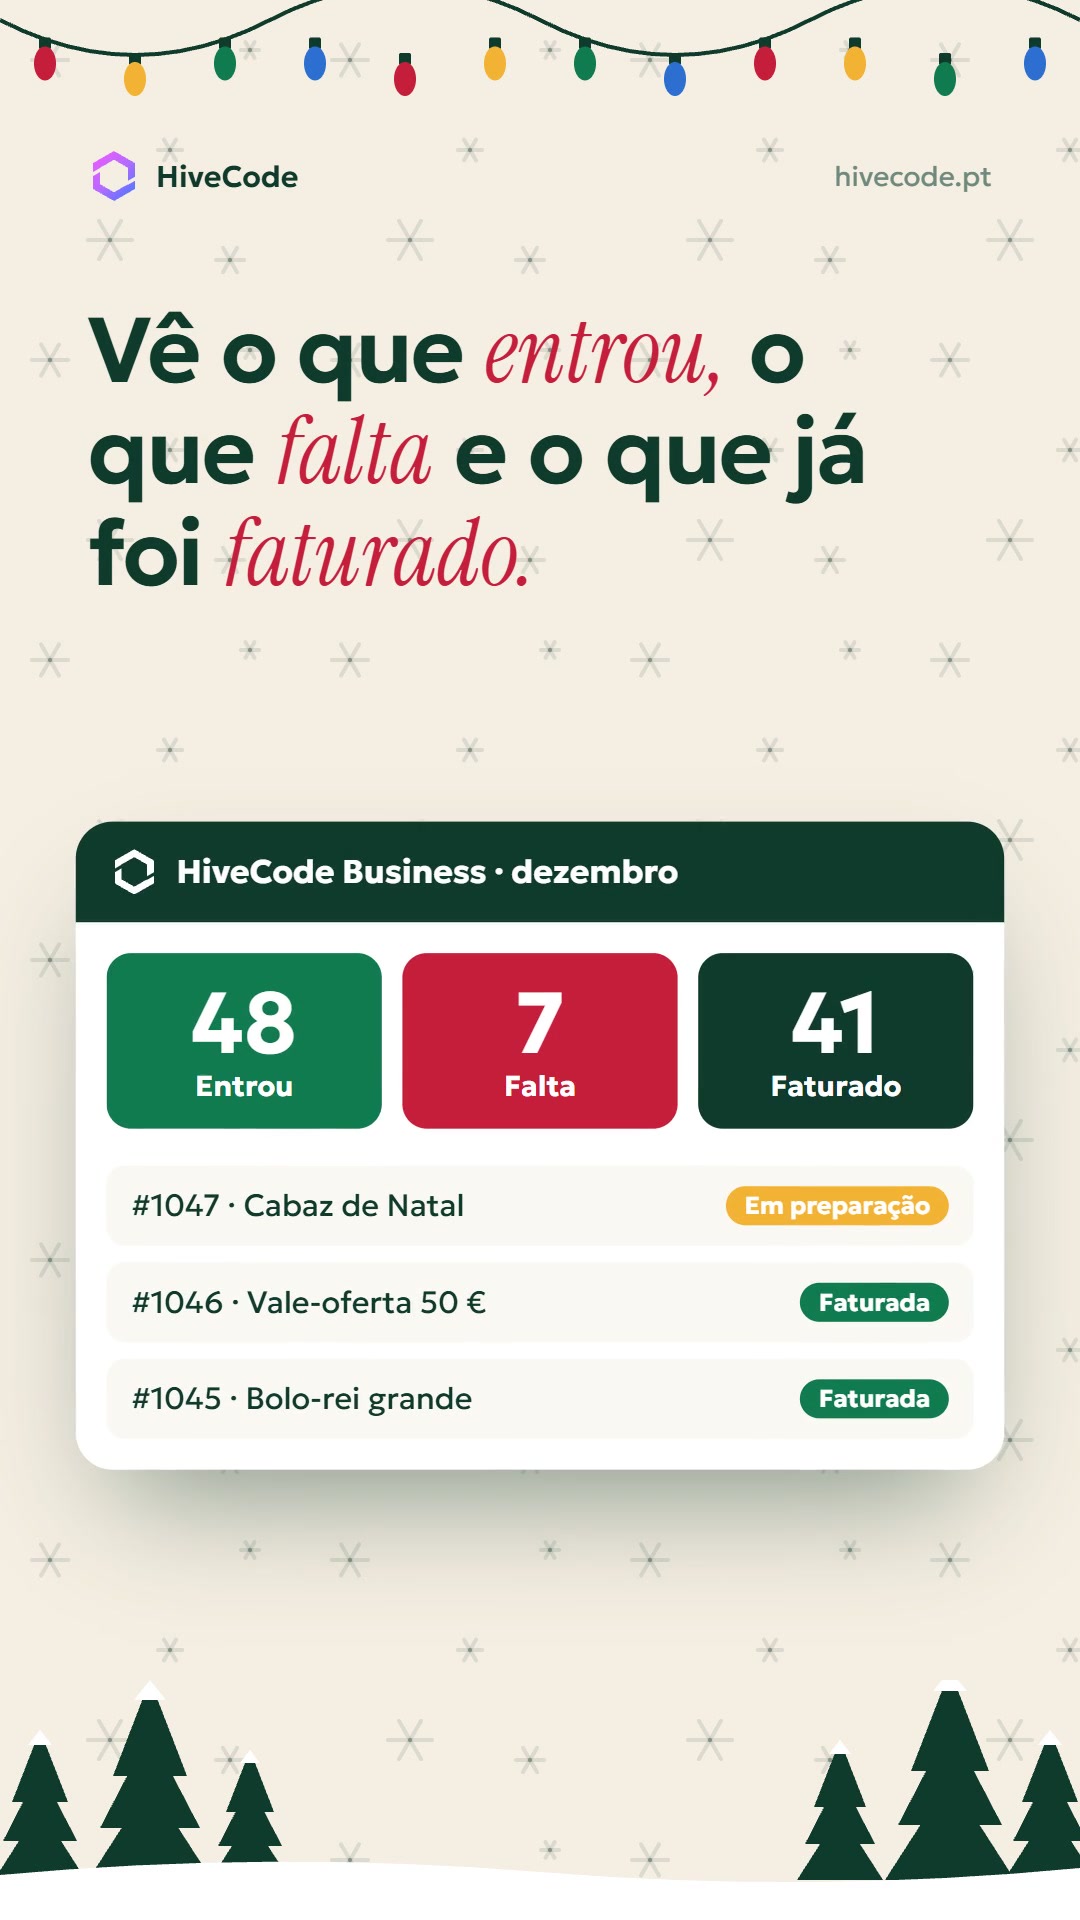 HiveCode
hivecode.pt
Vê o que entrou, o
que falta e o que já
foi faturado.
HiveCode Business · dezembro
48
Entrou
7
Falta
41
Faturado
#1047 · Cabaz de Natal
Em preparação
#1046 · Vale-oferta 50 €
Faturada
#1045 · Bolo-rei grande
Faturada